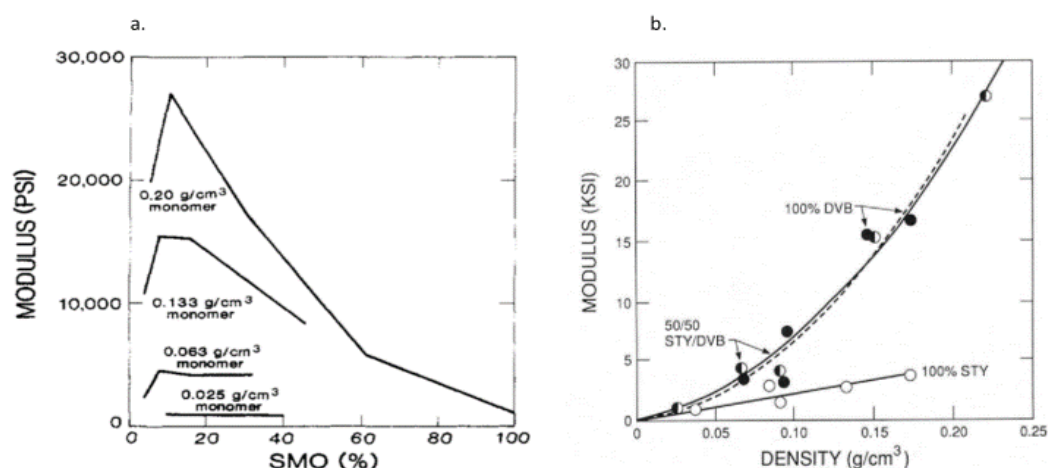 a.
30,000
20,000
10,000
0
MODULUS (PSI)
0.20 g/cm³
monomer
0.133 g/cm³
monomer
0.063 g/cm³
monomer
0.025 g/cm³
monomer
0 20 40 60 80 100
SMO (%)
b.
30
25
20
15
10
5
0
MODULUS (KSI)
100% DVB
50/50
STY/DVB
100% STY
0 0.05 0.10 0.15 0.20 0.25
DENSITY (g/cm³)